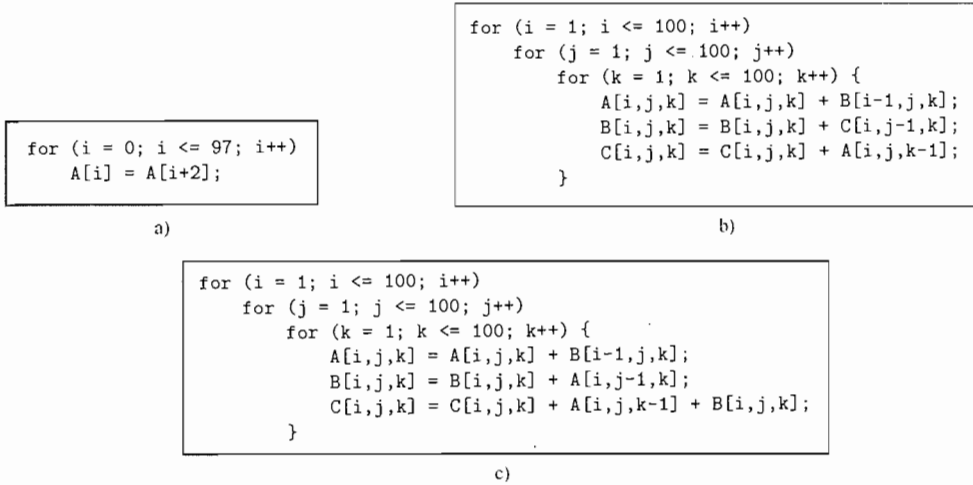 for (i = 0; i <= 97; i++)
    A[i] = A[i+2];
a)
for (i = 1; i <= 100; i++)
    for (j = 1; j <= 100; j++)
        for (k = 1; k <= 100; k++) {
            A[i,j,k] = A[i,j,k] + B[i-1,j,k];
            B[i,j,k] = B[i,j,k] + C[i,j-1,k];
            C[i,j,k] = C[i,j,k] + A[i,j,k-1];
        }
b)
for (i = 1; i <= 100; i++)
    for (j = 1; j <= 100; j++)
        for (k = 1; k <= 100; k++) {
            A[i,j,k] = A[i,j,k] + B[i-1,j,k];
            B[i,j,k] = B[i,j,k] + A[i,j-1,k];
            C[i,j,k] = C[i,j,k] + A[i,j,k-1] + B[i,j,k];
        }
c)